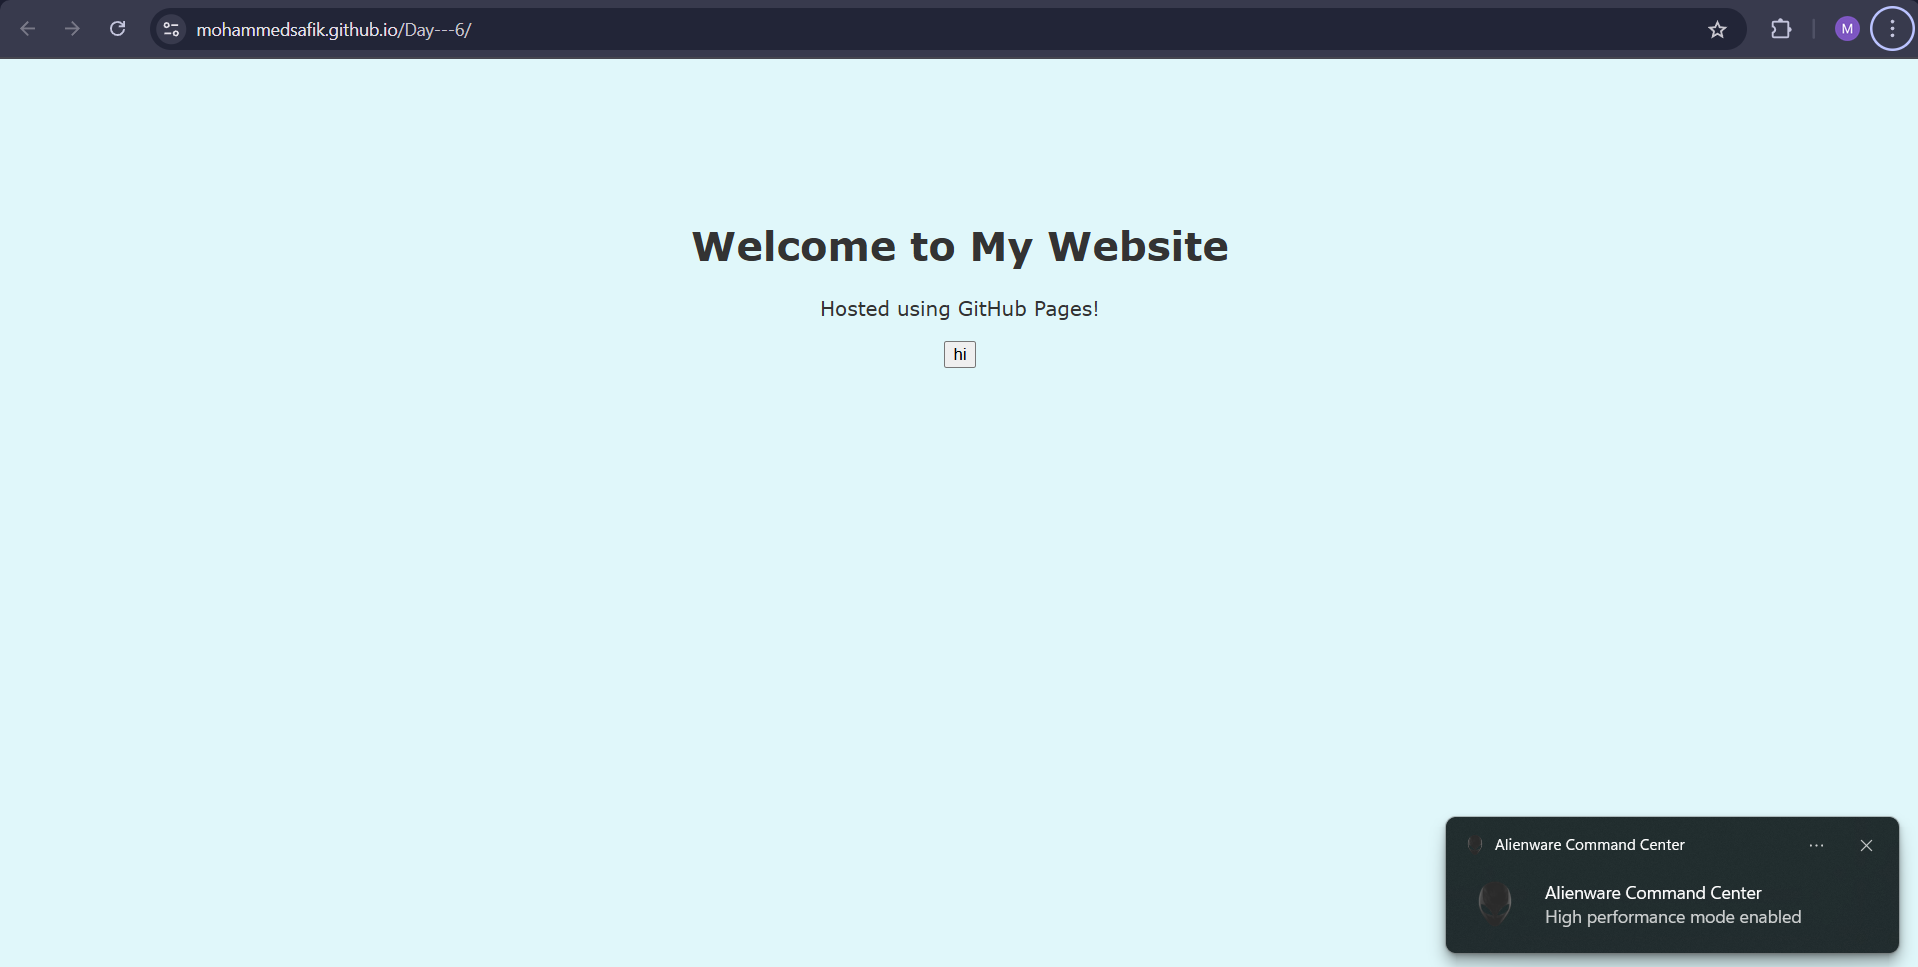 mohammedsafik.github.io/Day---6/
M
Welcome to My Website
Hosted using GitHub Pages!
hi
Alienware Command Center
Alienware Command Center
High performance mode enabled